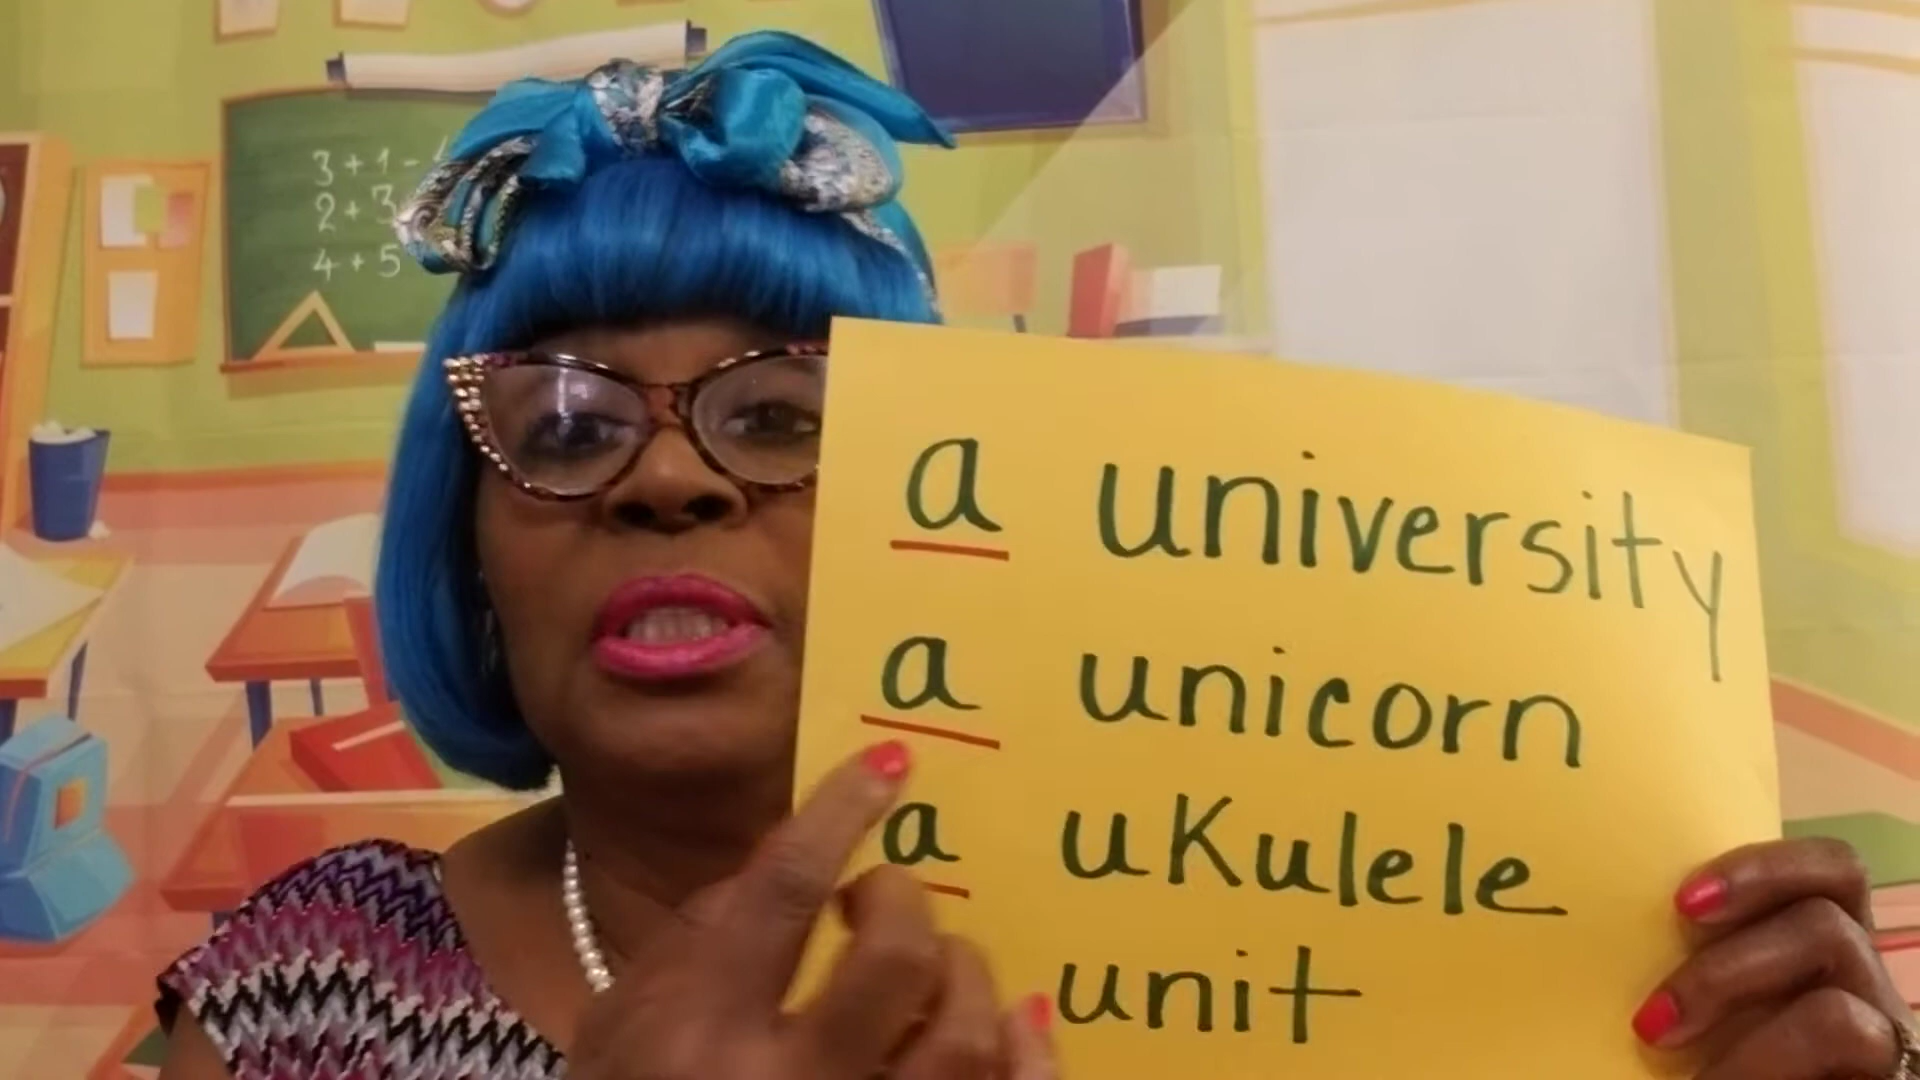 3 + 1 -
2 + 3
4 + 5
a university
a unicorn
a ukulele
unit